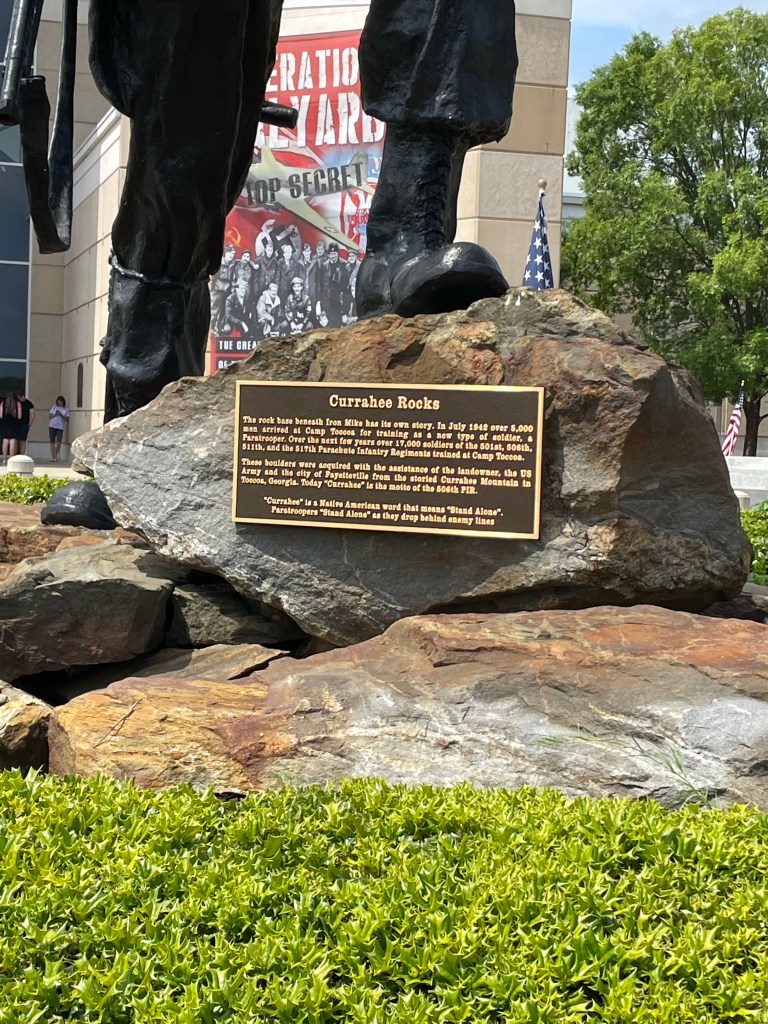 ERATIO
EYARD
TOP SECRET
THE GREA
Currahee Rocks
The rock base beneath Iron Mike has its own story. In July 1942 over 5,000
men arrived at Camp Toccoa for training as a new type of soldier, a
Paratrooper. Over the next few years over 17,000 soldiers of the 501st, 506th,
511th, and the 517th Parachute Infantry Regiments trained at Camp Toccoa.
These boulders were acquired with the assistance of the landowner, the US
Army and the city of Fayetteville from the storied Currahee Mountain in
Toccoa, Georgia. Today "Currahee" is the motto of the 506th PIR.
"Currahee" is a Native American word that means "Stand Alone".
Paratroopers "Stand Alone" as they drop behind enemy lines